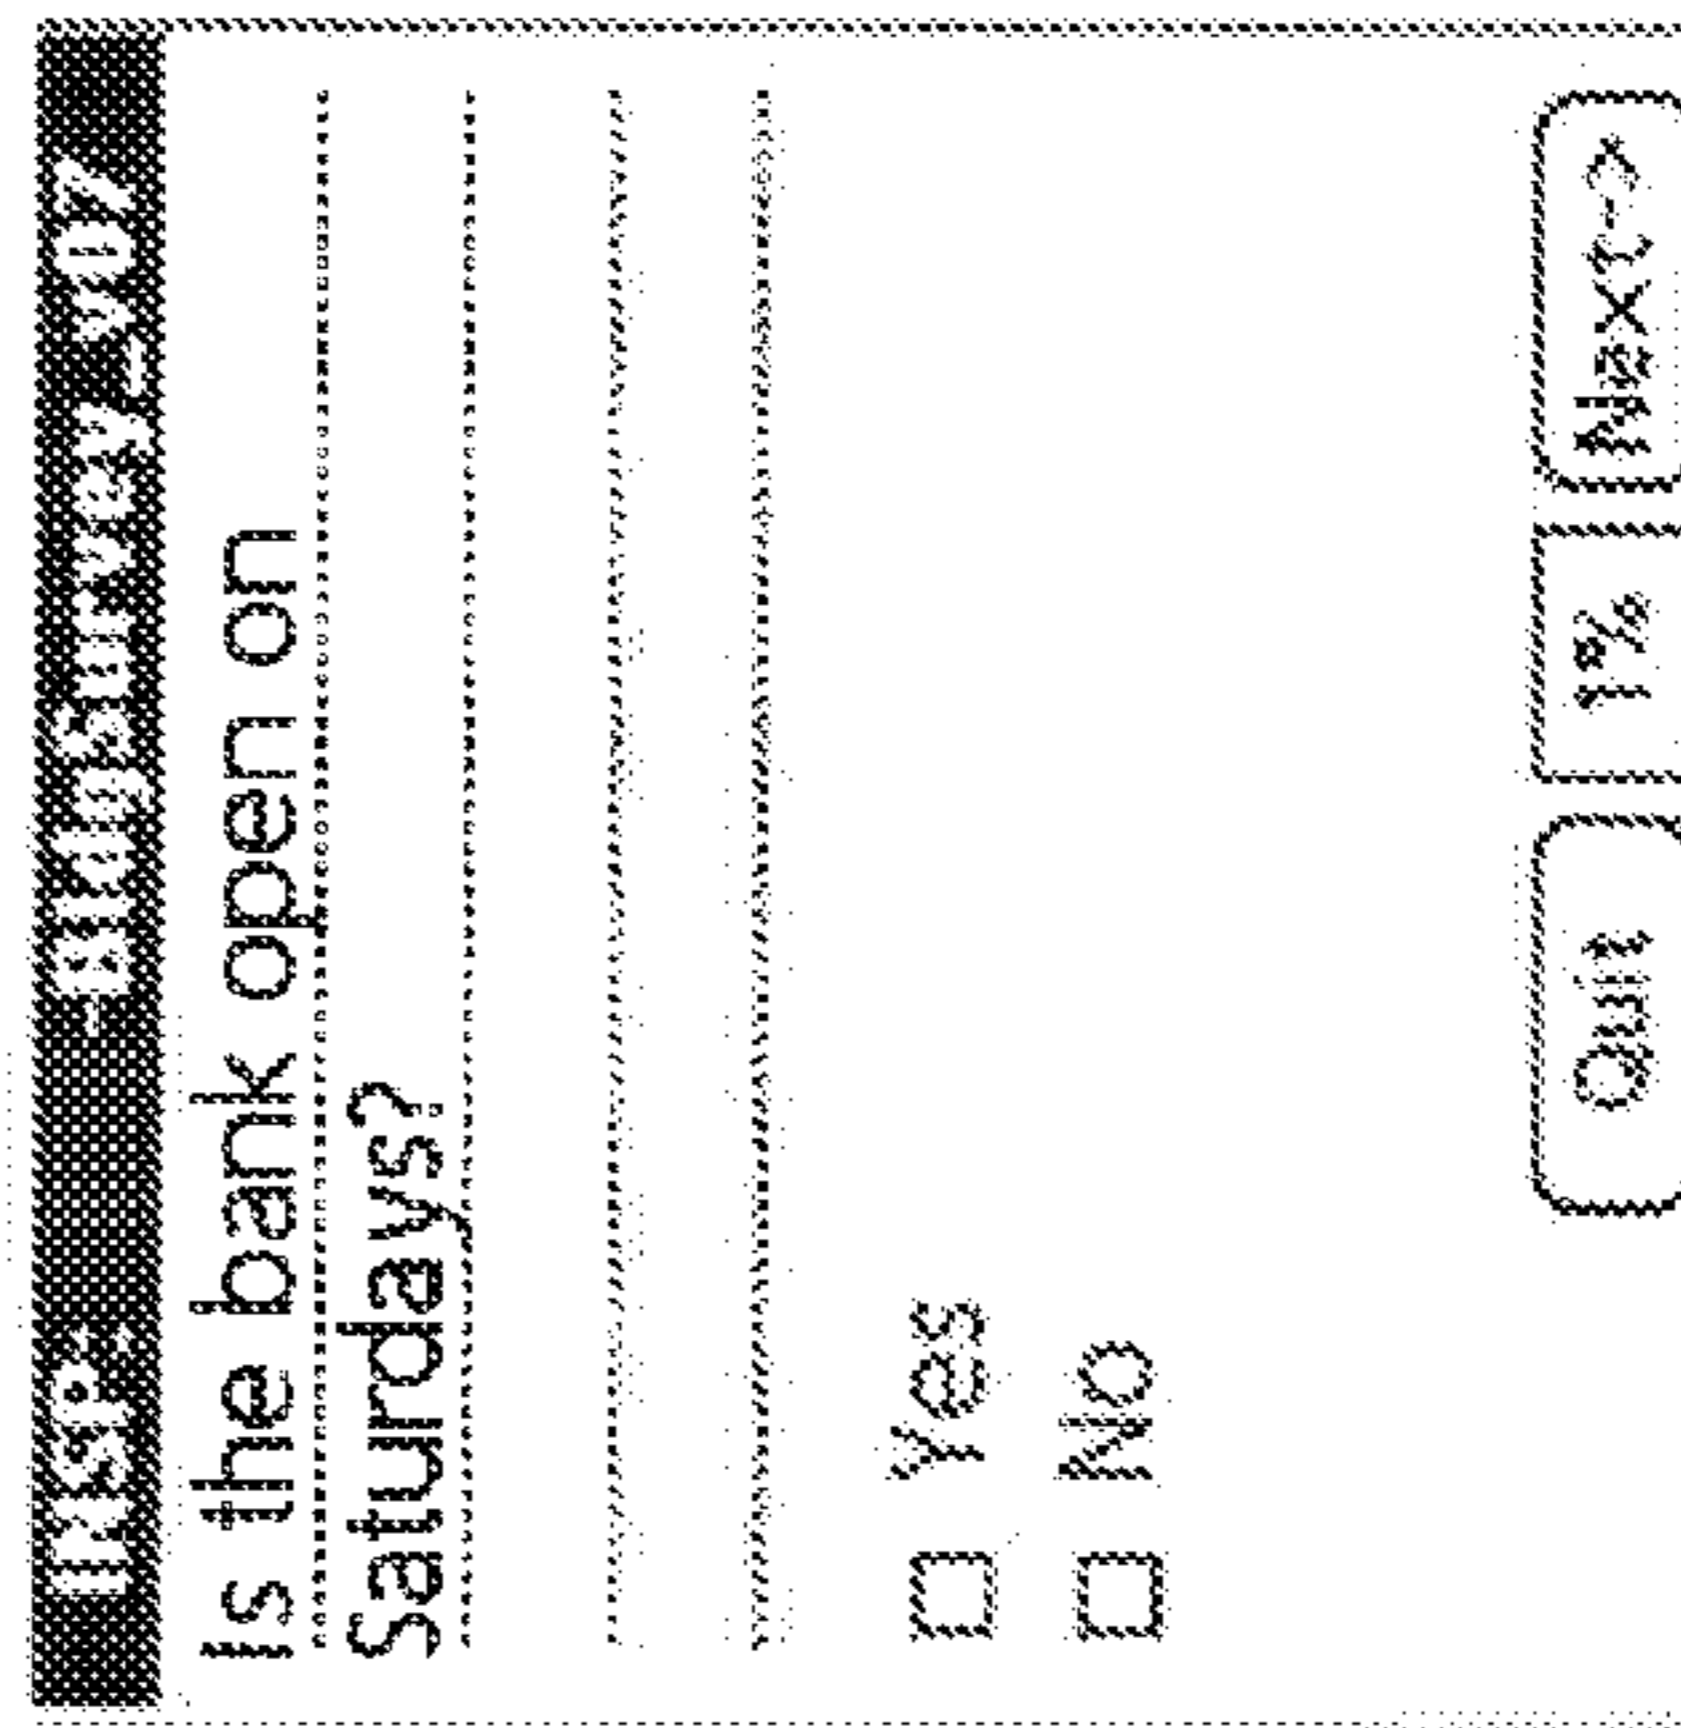 Is the bank open on
Saturdays?
Yes
No
Quit 1% Next->